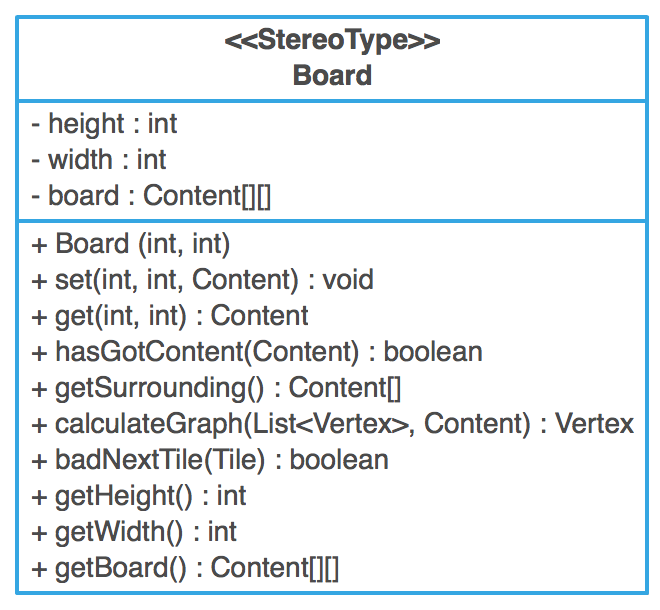 <<StereoType>>
Board
- height : int
- width : int
- board : Content[][]
+ Board (int, int)
+ set(int, int, Content) : void
+ get(int, int) : Content
+ hasGotContent(Content) : boolean
+ getSurrounding() : Content[]
+ calculateGraph(List<Vertex>, Content) : Vertex
+ badNextTile(Tile) : boolean
+ getHeight() : int
+ getWidth() : int
+ getBoard() : Content[][]